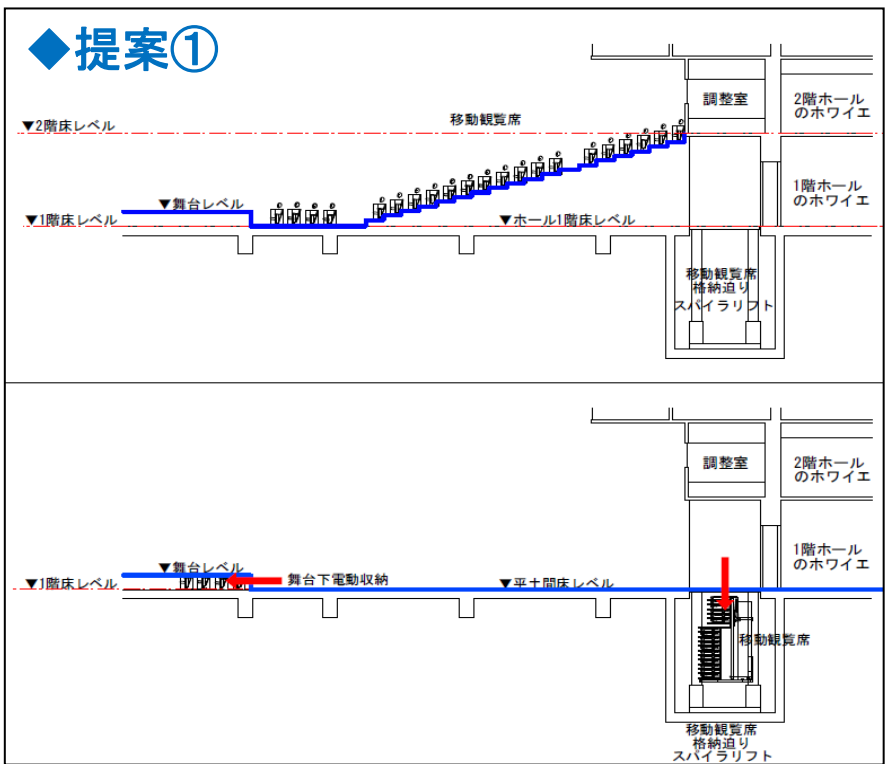 ◆提案①
調整室
2階ホール
のホワイエ
移動観覧席
▼2階床レベル
▼舞台レベル
1階ホール
のホワイエ
▼1階床レベル
▼ホール1階床レベル
移動観覧席
格納迫り
スパイラリフト
調整室
2階ホール
のホワイエ
1階ホール
のホワイエ
▼舞台レベル
▼1階床レベル
舞台下電動収納
▼平土間床レベル
移動観覧席
移動観覧席
格納迫り
スパイラリフト